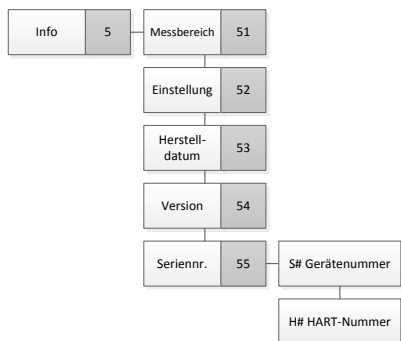 Info 5 Messbereich 51
Einstellung 52
Herstell-
datum 53
Version 54
Seriennr. 55 S# Gerätenummer
H# HART-Nummer